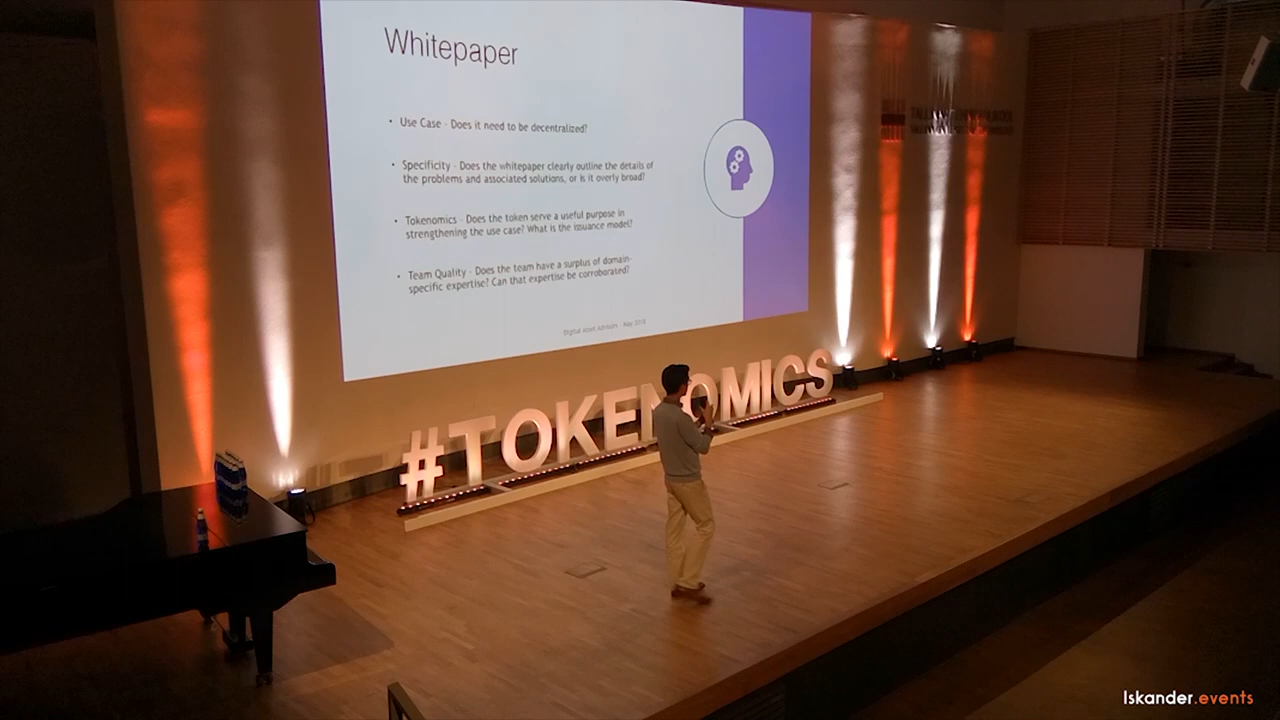 Whitepaper
• Use Case - Does it need to be decentralized?
• Specificity - Does the whitepaper clearly outline the details of
the problems and associated solutions, or is it overly broad?
• Tokenomics - Does the token serve a useful purpose in
strengthening the use case? What is the issuance model?
• Team Quality - Does the team have a surplus of domain-
specific expertise? Can that expertise be corroborated?
Digital Asset Advisors - May 2018
#TOKENOMICS
Iskander.events